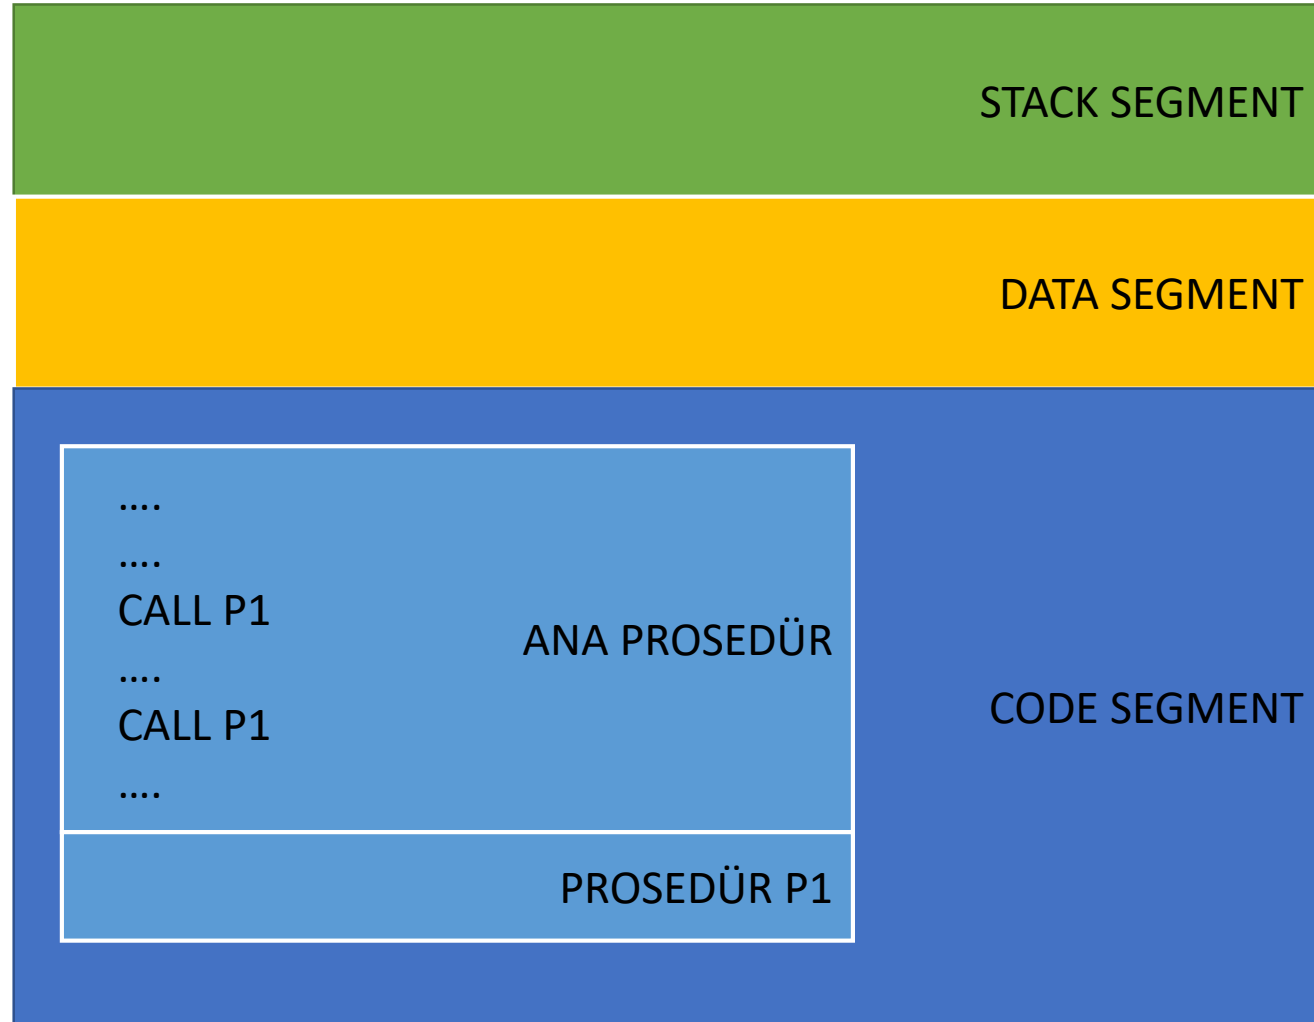 STACK SEGMENT
DATA SEGMENT
....
....
CALL P1
ANA PROSEDÜR
....
CALL P1
....
CODE SEGMENT
PROSEDÜR P1